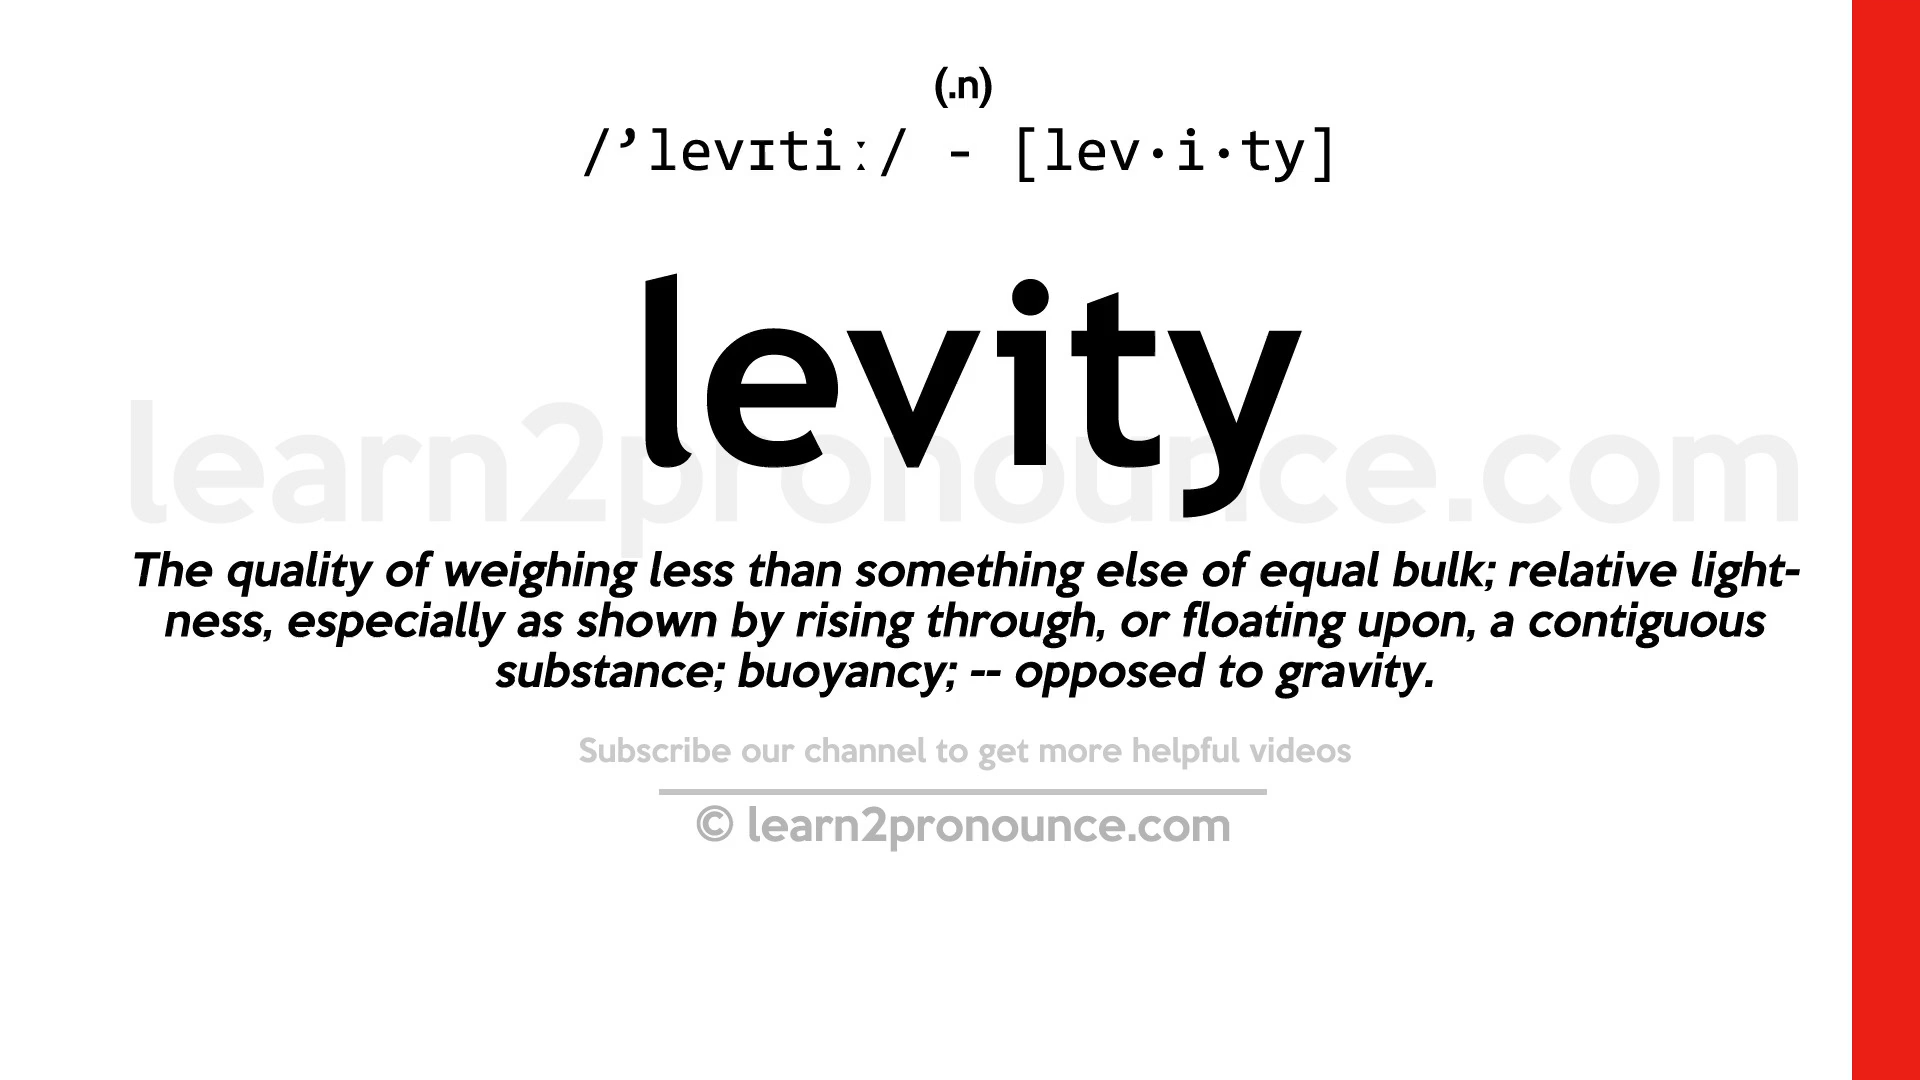 (.n)
/’levɪtiː/ - [lev·i·ty]
levity
learn2pronounce.com
The quality of weighing less than something else of equal bulk; relative light-
ness, especially as shown by rising through, or floating upon, a contiguous
substance; buoyancy; -- opposed to gravity.
Subscribe our channel to get more helpful videos
© learn2pronounce.com